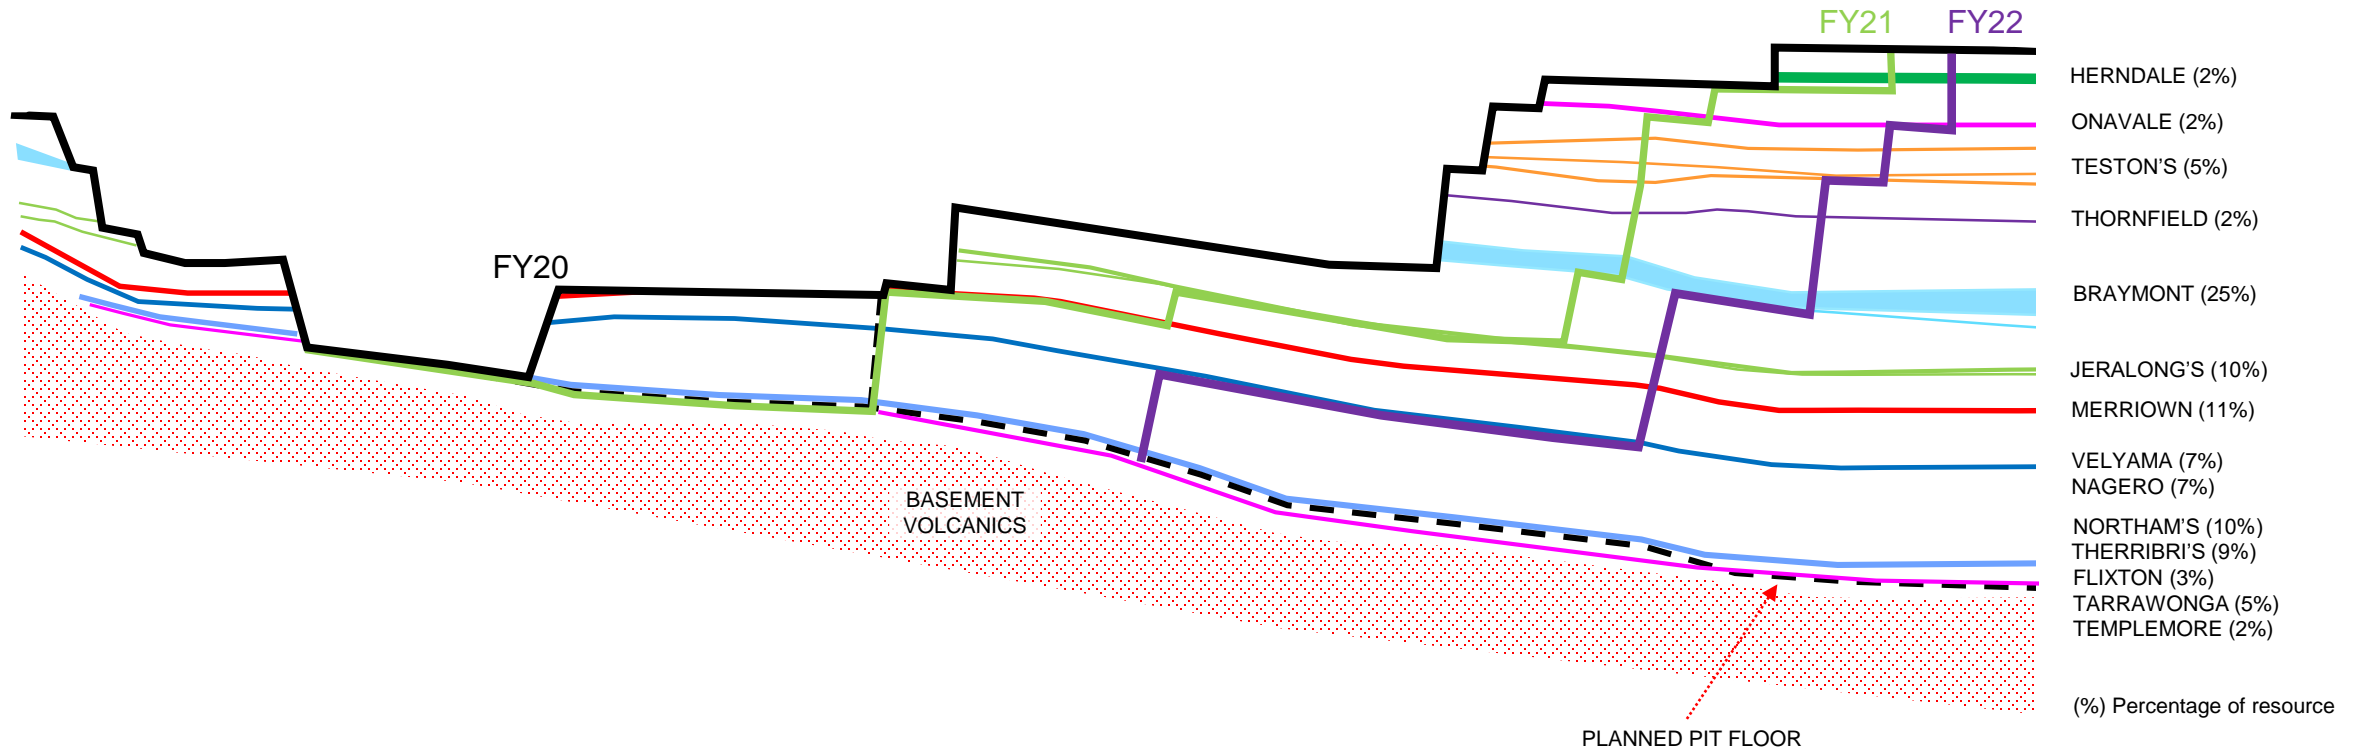 FY21
FY22
HERNDALE (2%)
ONAVALE (2%)
TESTON’S (5%)
THORNFIELD (2%)
FY20
BRAYMONT (25%)
JERALONG’S (10%)
MERRIOWN (11%)
VELYAMA (7%)
NAGERO (7%)
BASEMENT
VOLCANICS
NORTHAM’S (10%)
THERRIBRI’S (9%)
FLIXTON (3%)
TARRAWONGA (5%)
TEMPLEMORE (2%)
(%) Percentage of resource
PLANNED PIT FLOOR